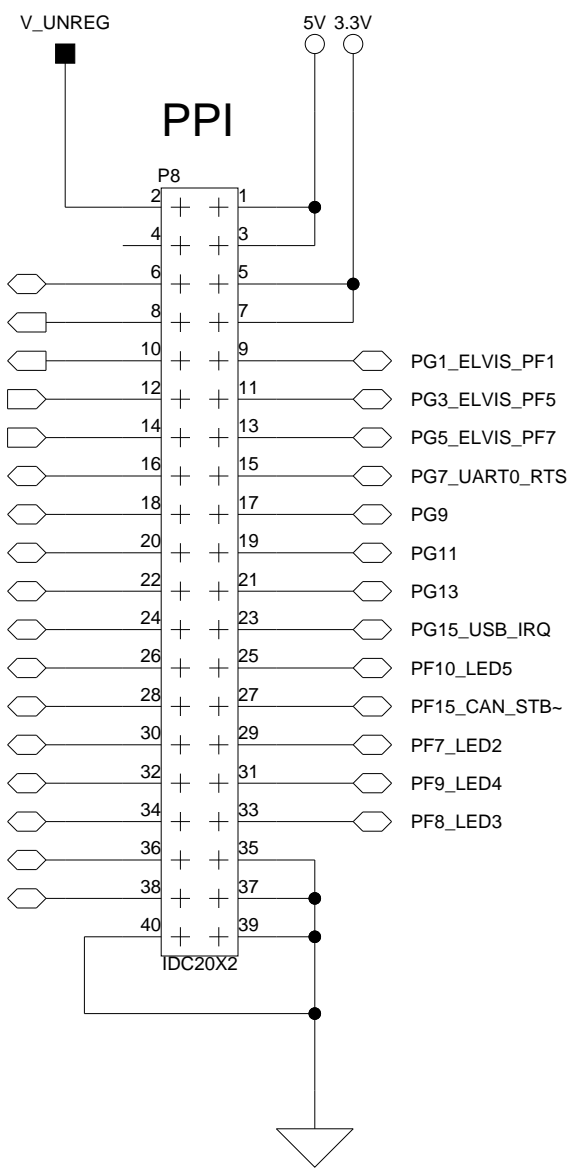 V_UNREG 5V 3.3V
PPI
P8
2 1
4 3
6 5
8 7
10 9 PG1_ELVIS_PF1
12 11 PG3_ELVIS_PF5
14 13 PG5_ELVIS_PF7
16 15 PG7_UART0_RTS
18 17 PG9
20 19 PG11
22 21 PG13
24 23 PG15_USB_IRQ
26 25 PF10_LED5
28 27 PF15_CAN_STB~
30 29 PF7_LED2
32 31 PF9_LED4
34 33 PF8_LED3
36 35
38 37
40 39
IDC20X2